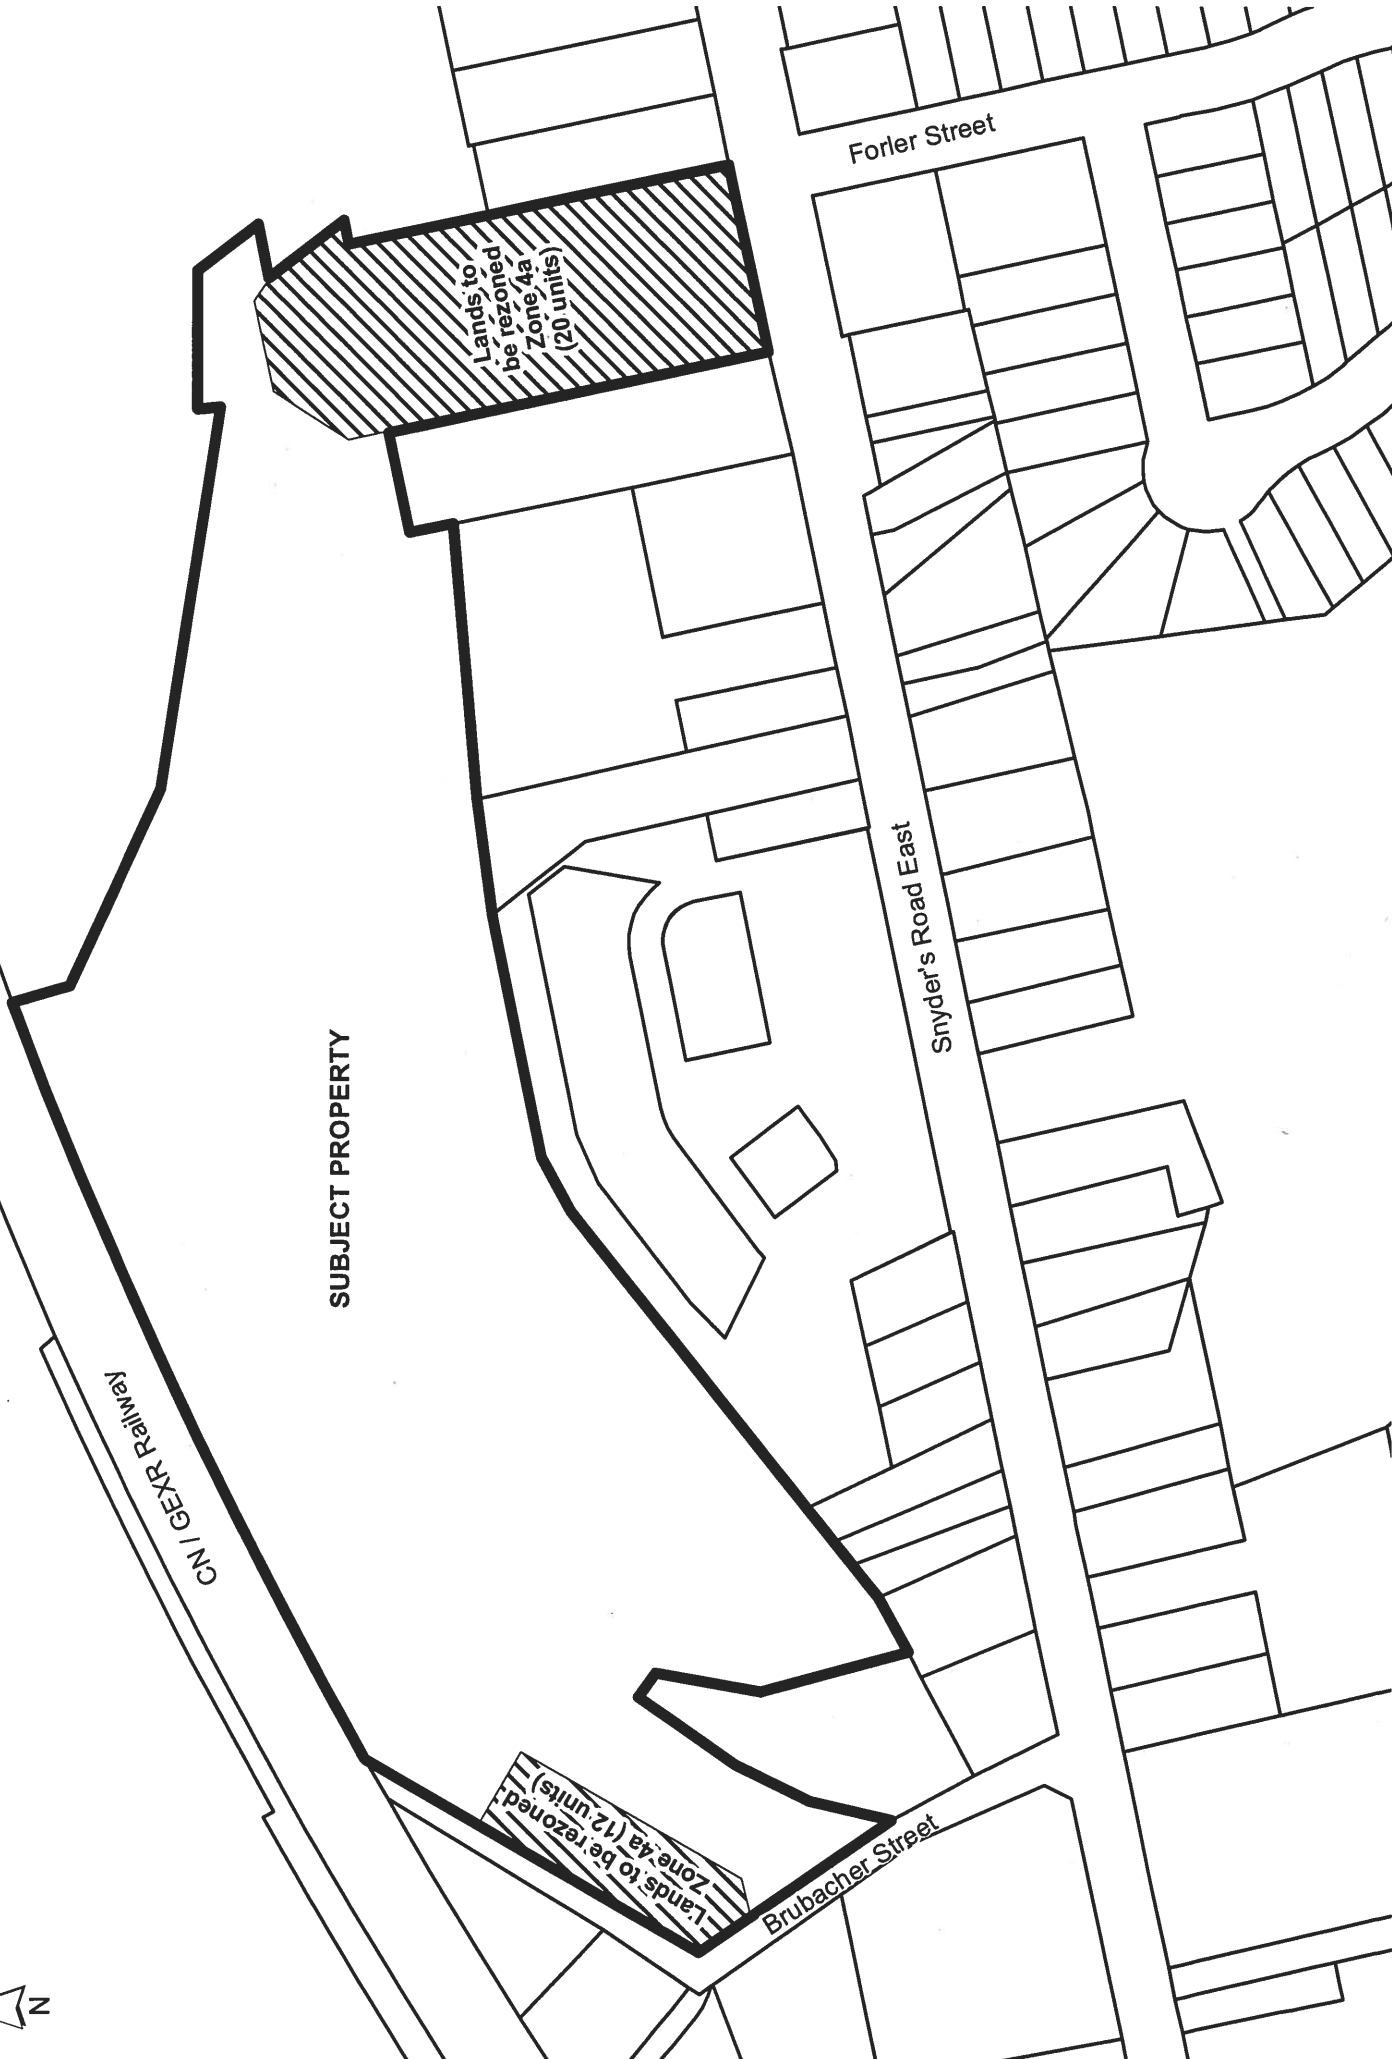 Forler Street
Lands to
be rezoned
Zone 4a
(20 units)
Snyder's Road East
SUBJECT PROPERTY
CN / GEXR Railway
Lands to be rezoned
Zone 4a (12 units)
Brubacher Street
N